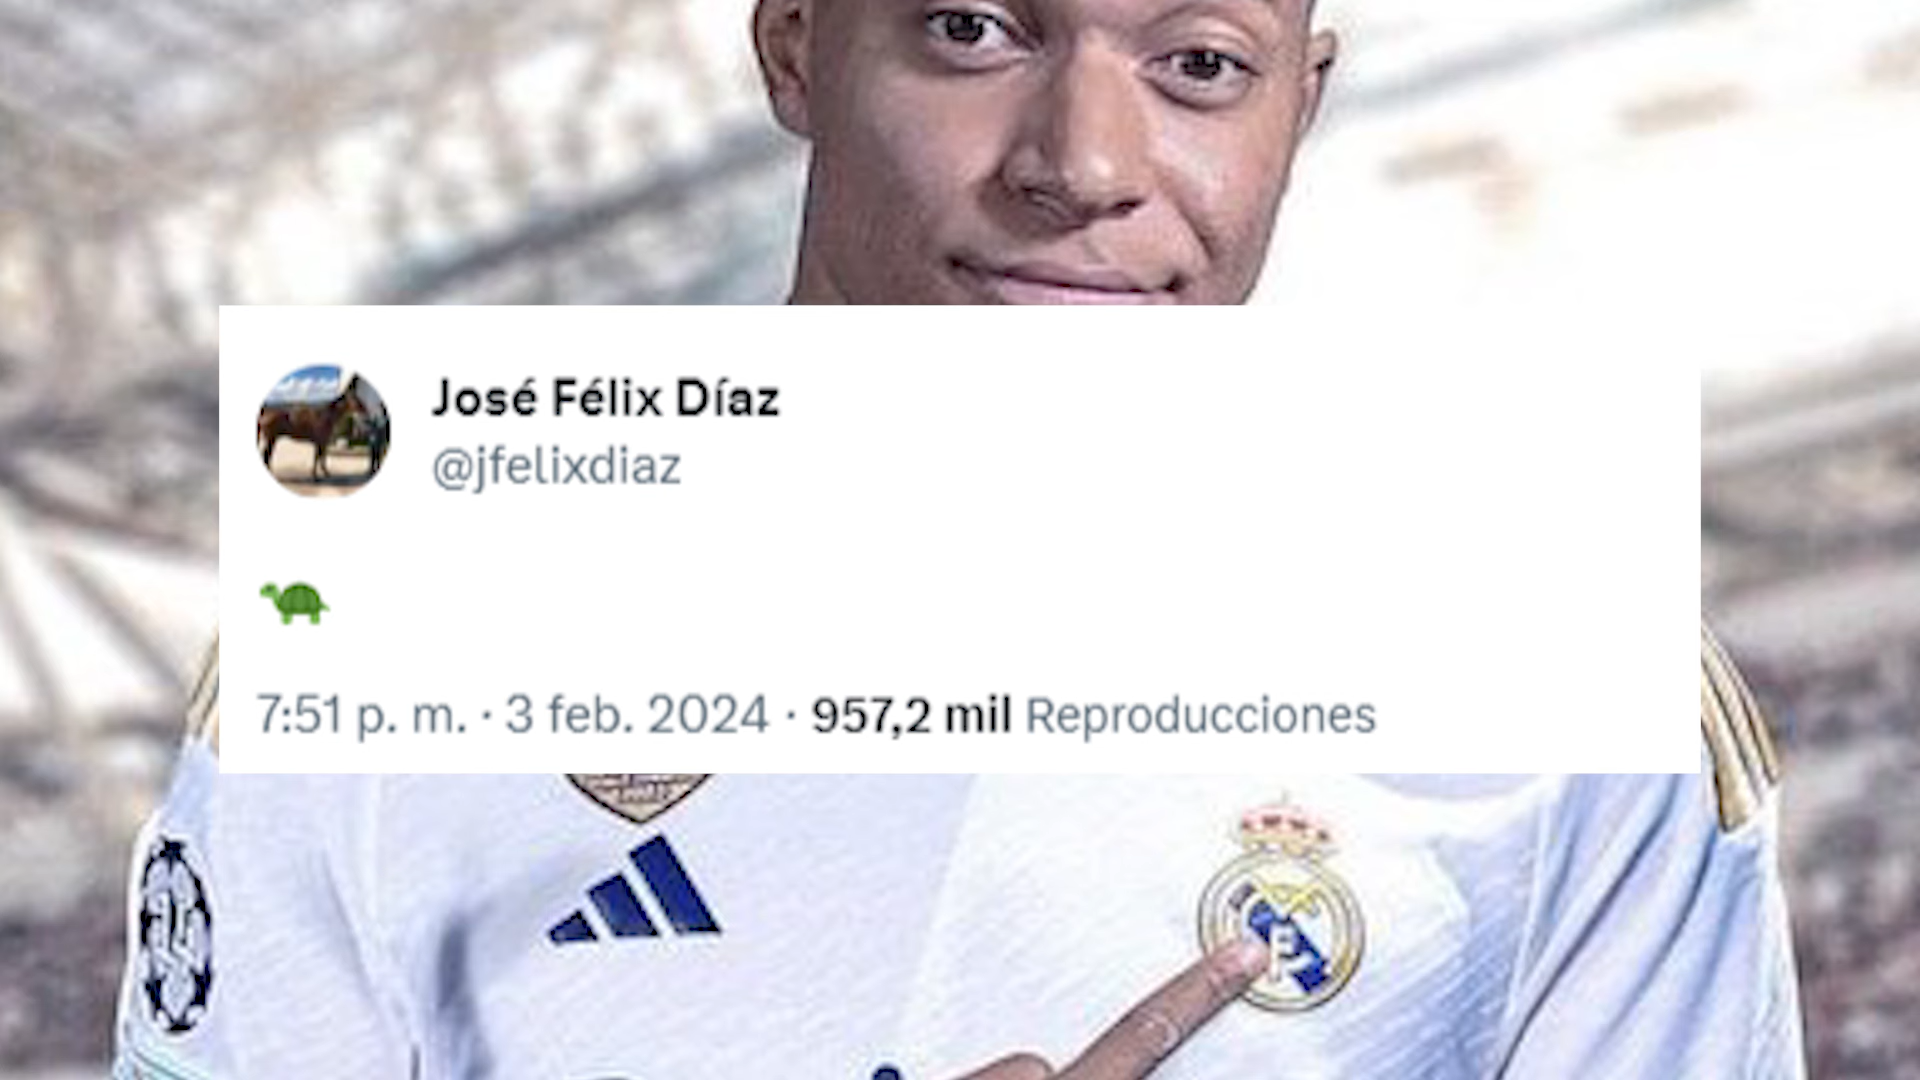 José Félix Díaz
@jfelixdiaz
7:51 p. m. · 3 feb. 2024 · 957,2 mil Reproducciones